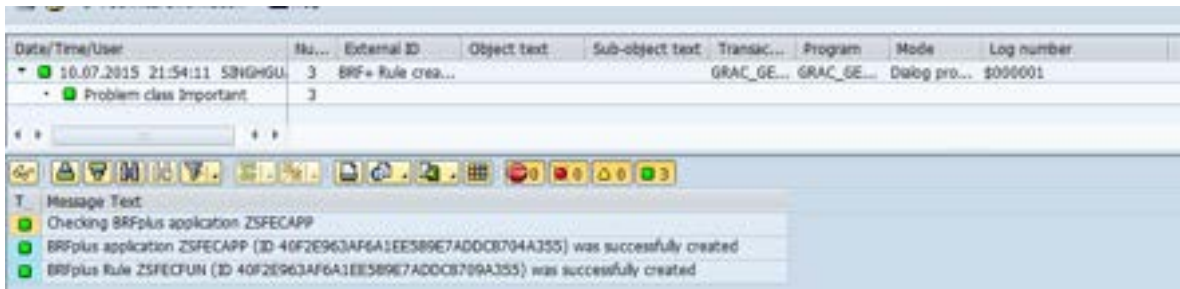 Date/Time/User Nu... External ID Object text Sub-object text Transac... Program Mode Log number
10.07.2015 21:54:11 SINGHGU 3 BRF+ Rule crea... GRAC_GE... GRAC_GE... Dialog pro... $000001
Problem class Important 3
0 0 0 3
T_ Message Text
Checking BRFplus application ZSFECAPP
BRFplus application ZSFECAPP (ID 40F2E963AF6A1EE589E7ADDCB704A355) was successfully created
BRFplus Rule ZSFECFUN (ID 40F2E963AF6A1EE589E7ADDCB709A355) was successfully created